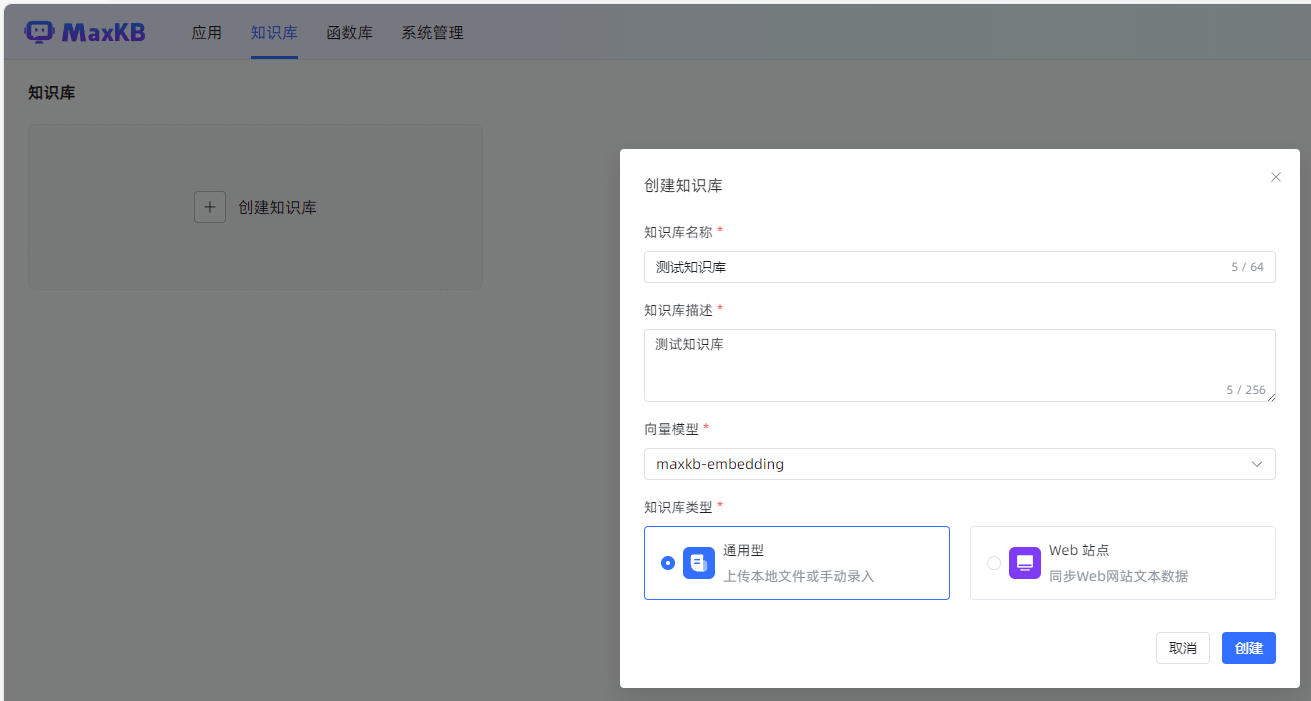 MaxKB 应用 知识库 函数库 系统管理
知识库
创建知识库
创建知识库
知识库名称 *
测试知识库 5 / 64
知识库描述 *
测试知识库
5 / 256
向量模型 *
maxkb-embedding
知识库类型 *
通用型
上传本地文件或手动录入
Web 站点
同步Web网站文本数据
取消 创建